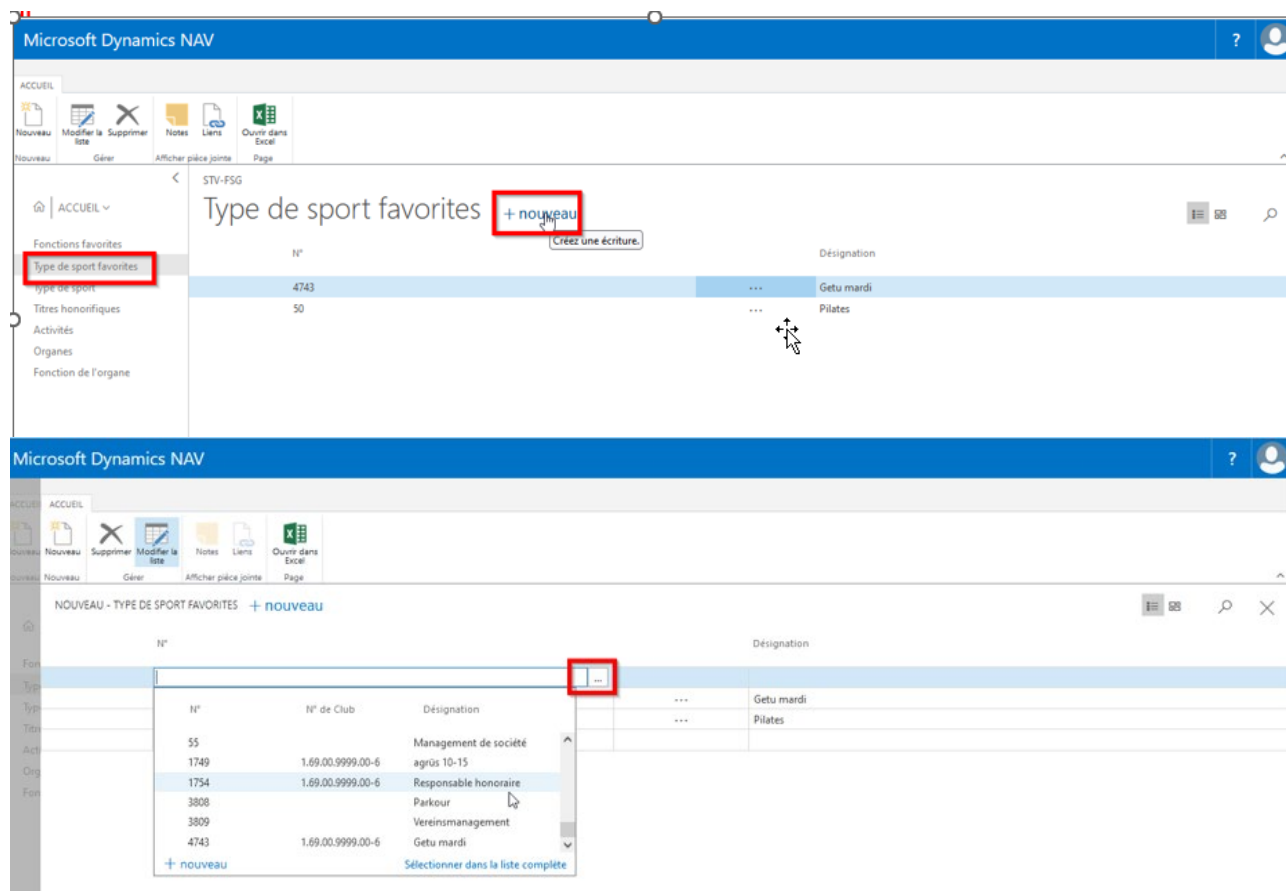 Microsoft Dynamics NAV ?
ACCUEIL
Nouveau Modifier la liste Supprimer Notes Liens Ouvrir dans Excel
Nouveau Gérer Afficher pièce jointe Page
STV-FSG
ACCUEIL
Type de sport favorites + nouveau
Créez une écriture.
Fonctions favorites
Type de sport favorites
Type de sport
Titres honorifiques
Activités
Organes
Fonction de l'organe
N° Désignation
4743 ... Getu mardi
50 ... Pilates
Microsoft Dynamics NAV ?
ACCUEIL
Nouveau Supprimer Modifier la liste Notes Liens Ouvrir dans Excel
Nouveau Gérer Afficher pièce jointe Page
NOUVEAU - TYPE DE SPORT FAVORITES + nouveau
N° Désignation
...
... Getu mardi
... Pilates
N° N° de Club Désignation
55 Management de société
1749 1.69.00.9999.00-6 agrüs 10-15
1754 1.69.00.9999.00-6 Responsable honoraire
3808 Parkour
3809 Vereinsmanagement
4743 1.69.00.9999.00-6 Getu mardi
+ nouveau Sélectionner dans la liste complète